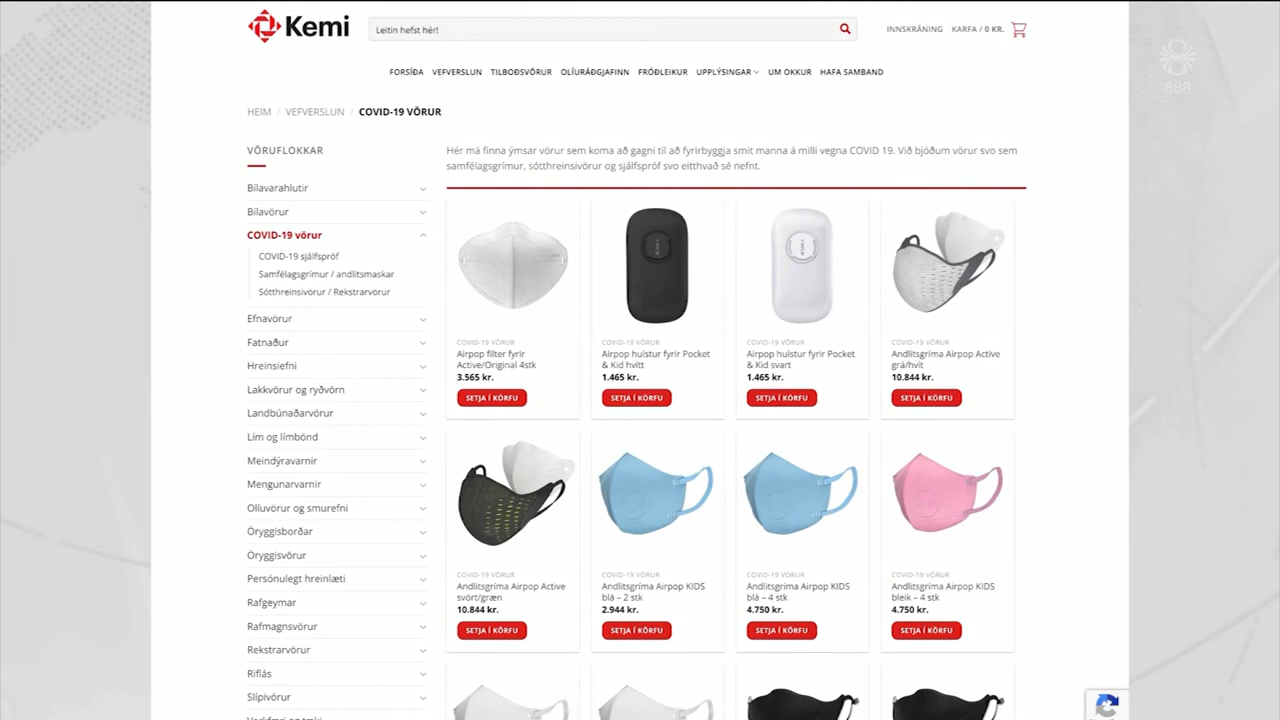 Kemi
Leitin hefst hér!
INNSKRÁNING
KARFA / 0 KR.
888
FORSÍÐA VEFVERSLUN TILBOÐSVÖRUR OLÍURÁÐGJAFINN FRÓÐLEIKUR UPPLÝSINGAR UM OKKUR HAFA SAMBAND
HEIM / VEFVERSLUN / COVID-19 VÖRUR
VÖRUFLOKKAR
Bílavarahlutir
Bílavörur
COVID-19 vörur
COVID-19 sjálfspróf
Samfélagsgrímur / andlitsmaskar
Sótthreinsivörur / Rekstrarvörur
Efnavörur
Fatnaður
Hreinsiefni
Lakkvörur og ryðvörn
Landbúnaðarvörur
Lím og límbönd
Meindýravarnir
Mengunarvarnir
Olíuvörur og smurefni
Öryggisborðar
Öryggisvörur
Persónulegt hreinlæti
Rafgeymar
Rafmagnsvörur
Rekstrarvörur
Riflás
Slípivörur
Hér má finna ýmsar vörur sem koma að gagni til að fyrirbyggja smit manna á milli vegna COVID 19. Við bjóðum vörur svo sem
samfélagsgrímur, sótthreinsivörur og sjálfspróf svo eitthvað sé nefnt.
COVID-19 VÖRUR
Airpop filter fyrir
Active/Original 4stk
3.565 kr.
SETJA Í KÖRFU
COVID-19 VÖRUR
Airpop hulstur fyrir Pocket
& Kid hvítt
1.465 kr.
SETJA Í KÖRFU
COVID-19 VÖRUR
Airpop hulstur fyrir Pocket
& Kid svart
1.465 kr.
SETJA Í KÖRFU
COVID-19 VÖRUR
Andlitsgríma Airpop Active
grá/hvít
10.844 kr.
SETJA Í KÖRFU
COVID-19 VÖRUR
Andlitsgríma Airpop Active
svört/græn
10.844 kr.
SETJA Í KÖRFU
COVID-19 VÖRUR
Andlitsgríma Airpop KIDS
blá – 2 stk
2.944 kr.
SETJA Í KÖRFU
COVID-19 VÖRUR
Andlitsgríma Airpop KIDS
blá – 4 stk
4.750 kr.
SETJA Í KÖRFU
COVID-19 VÖRUR
Andlitsgríma Airpop KIDS
bleik – 4 stk
4.750 kr.
SETJA Í KÖRFU